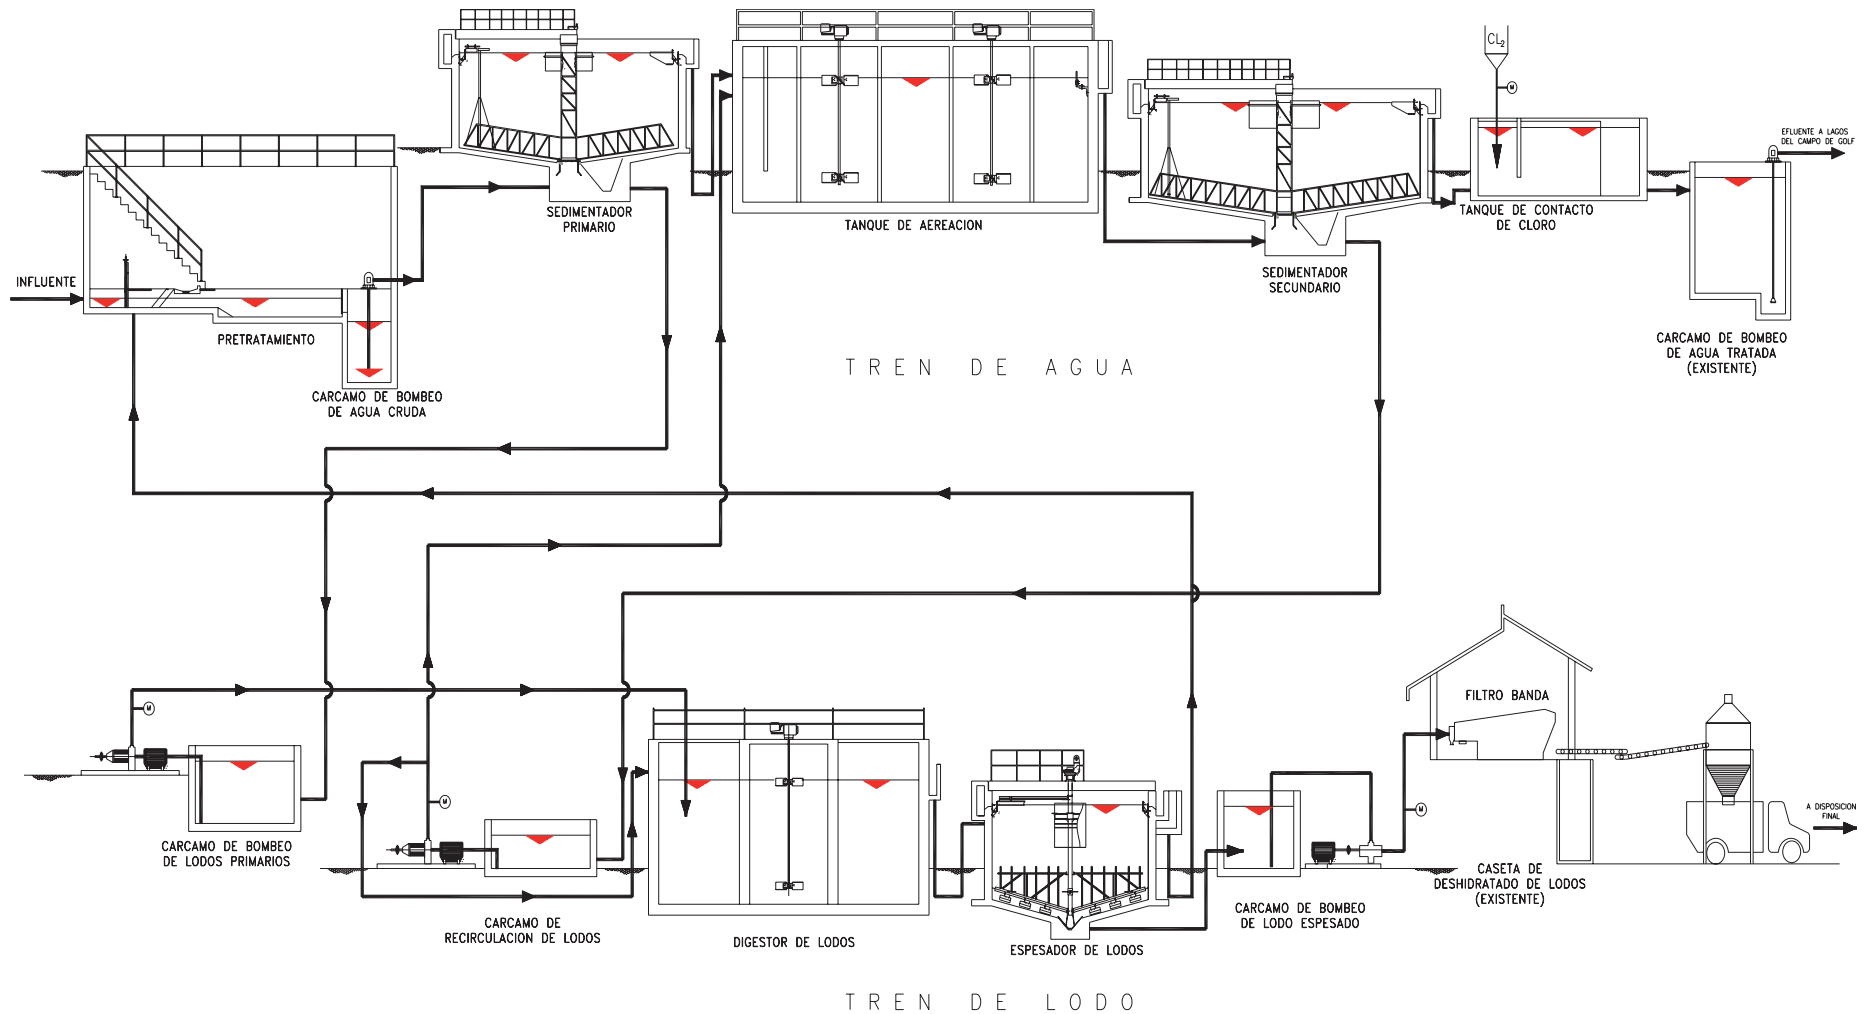 CL2
M
EFLUENTE A LAGOS
DEL CAMPO DE GOLF
SEDIMENTADOR
PRIMARIO
TANQUE DE AEREACION
TANQUE DE CONTACTO
DE CLORO
SEDIMENTADOR
SECUNDARIO
INFLUENTE
PRETRATAMIENTO
CARCAMO DE BOMBEO
DE AGUA CRUDA
CARCAMO DE BOMBEO
DE AGUA TRATADA
(EXISTENTE)
TREN DE AGUA
FILTRO BANDA
M
M
M
A DISPOSICION
FINAL
CARCAMO DE BOMBEO
DE LODOS PRIMARIOS
CARCAMO DE
RECIRCULACION DE LODOS
DIGESTOR DE LODOS
ESPESADOR DE LODOS
CARCAMO DE BOMBEO
DE LODO ESPESADO
CASETA DE
DESHIDRATADO DE LODOS
(EXISTENTE)
TREN DE LODO